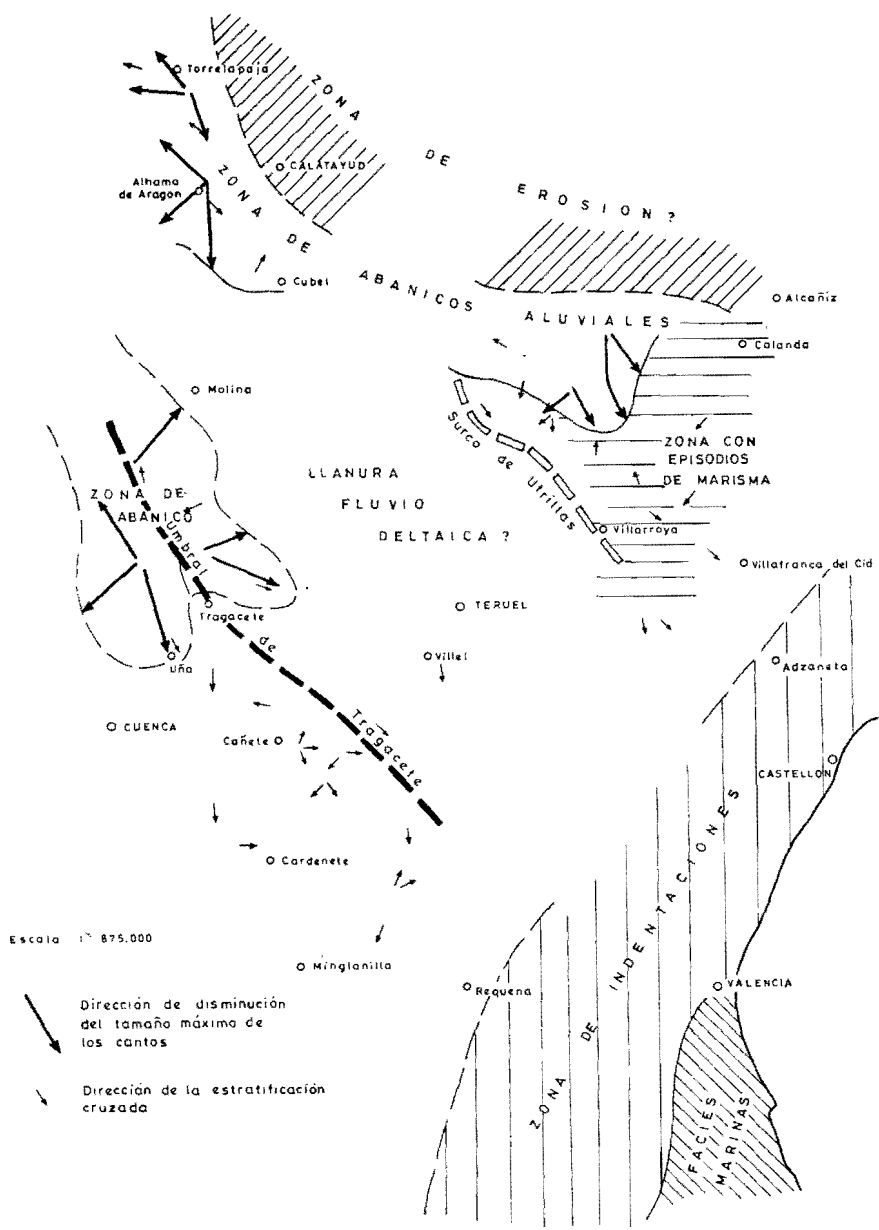 Torrelapaja
ZONA DE EROSION ?
CALATAYUD
Alhama
de Aragon
ZONA DE ABANICOS ALUVIALES
Cubel
Alcañiz
Calanda
Molina
ZONA DE
ABANICO
Umbral de Tragacete
LLANURA
FLUVIO
DELTAICA ?
Surco de Utrillas
ZONA CON
EPISODIOS
DE MARISMA
Villarroya
Villafranca del Cid
Tragacete
TERUEL
Uña
Villel
Adzaneta
CUENCA
Cañete
CASTELLON
Cardenete
Minglanilla
Requena
VALENCIA
ZONA DE INDENTACIONES
FACIES
MARINAS
Escala 1: 875.000
Dirección de disminución
del tamaño máximo de
los cantos
Dirección de la estratificación
cruzada